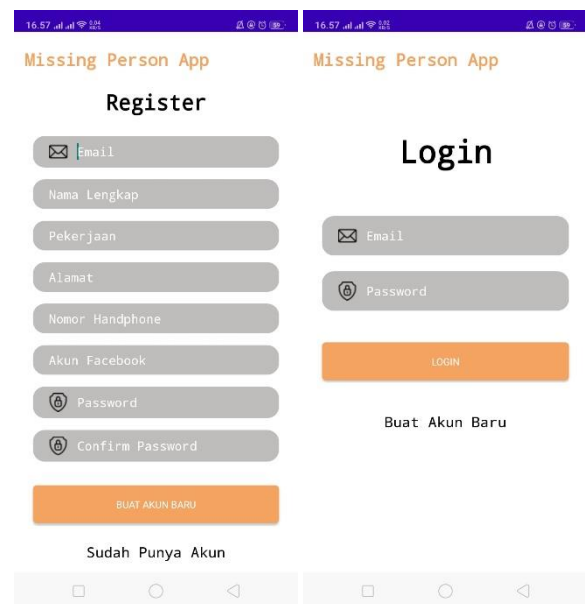 16.57
Missing Person App
Register
Email
Nama Lengkap
Pekerjaan
Alamat
Nomor Handphone
Akun Facebook
Password
Confirm Password
BUAT AKUN BARU
Sudah Punya Akun
16.57
Missing Person App
Login
Email
Password
LOGIN
Buat Akun Baru